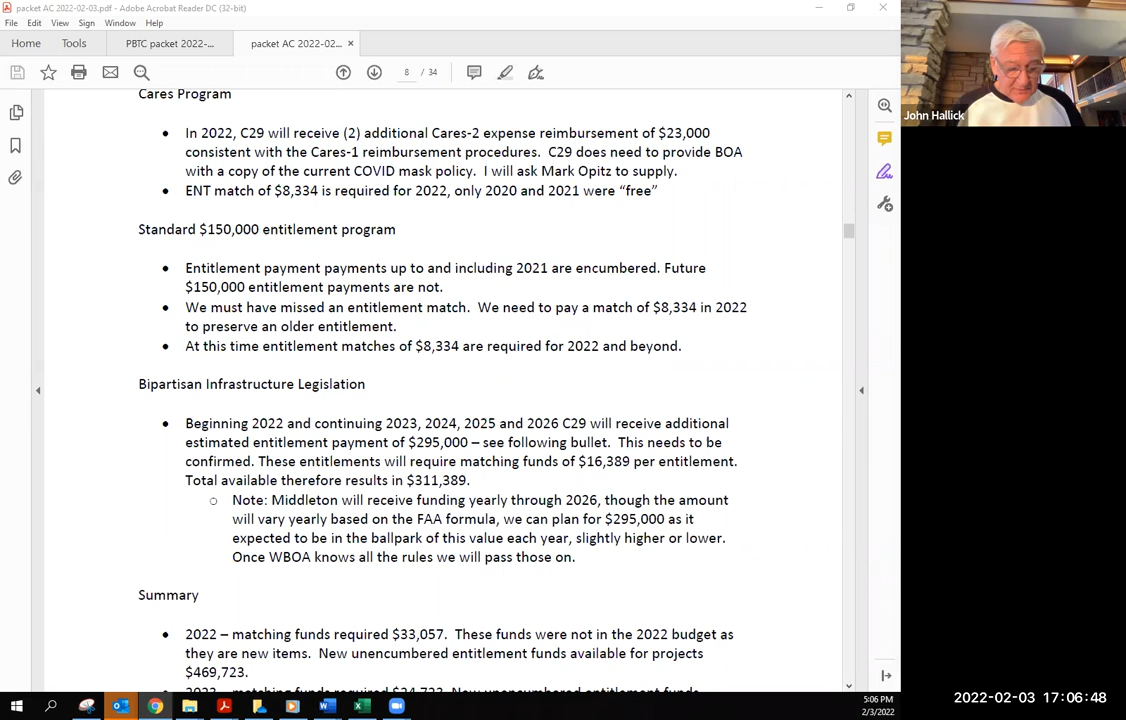 packet AC 2022-02-03.pdf - Adobe Acrobat Reader DC (32-bit)
File Edit View Sign Window Help
Home Tools PBTC packet 2022-... packet AC 2022-02... ×
8 / 34
Cares Program
• In 2022, C29 will receive (2) additional Cares-2 expense reimbursement of $23,000
consistent with the Cares-1 reimbursement procedures. C29 does need to provide BOA
with a copy of the current COVID mask policy. I will ask Mark Opitz to supply.
• ENT match of $8,334 is required for 2022, only 2020 and 2021 were “free”
Standard $150,000 entitlement program
• Entitlement payment payments up to and including 2021 are encumbered. Future
$150,000 entitlement payments are not.
• We must have missed an entitlement match. We need to pay a match of $8,334 in 2022
to preserve an older entitlement.
• At this time entitlement matches of $8,334 are required for 2022 and beyond.
Bipartisan Infrastructure Legislation
• Beginning 2022 and continuing 2023, 2024, 2025 and 2026 C29 will receive additional
estimated entitlement payment of $295,000 – see following bullet. This needs to be
confirmed. These entitlements will require matching funds of $16,389 per entitlement.
Total available therefore results in $311,389.
○ Note: Middleton will receive funding yearly through 2026, though the amount
will vary yearly based on the FAA formula, we can plan for $295,000 as it
expected to be in the ballpark of this value each year, slightly higher or lower.
Once WBOA knows all the rules we will pass those on.
Summary
• 2022 – matching funds required $33,057. These funds were not in the 2022 budget as
they are new items. New unencumbered entitlement funds available for projects
$469,723.
2023 – matching funds required $24,723. New unencumbered entitlement funds
John Hallick
5:06 PM
2/3/2022
2022-02-03 17:06:48